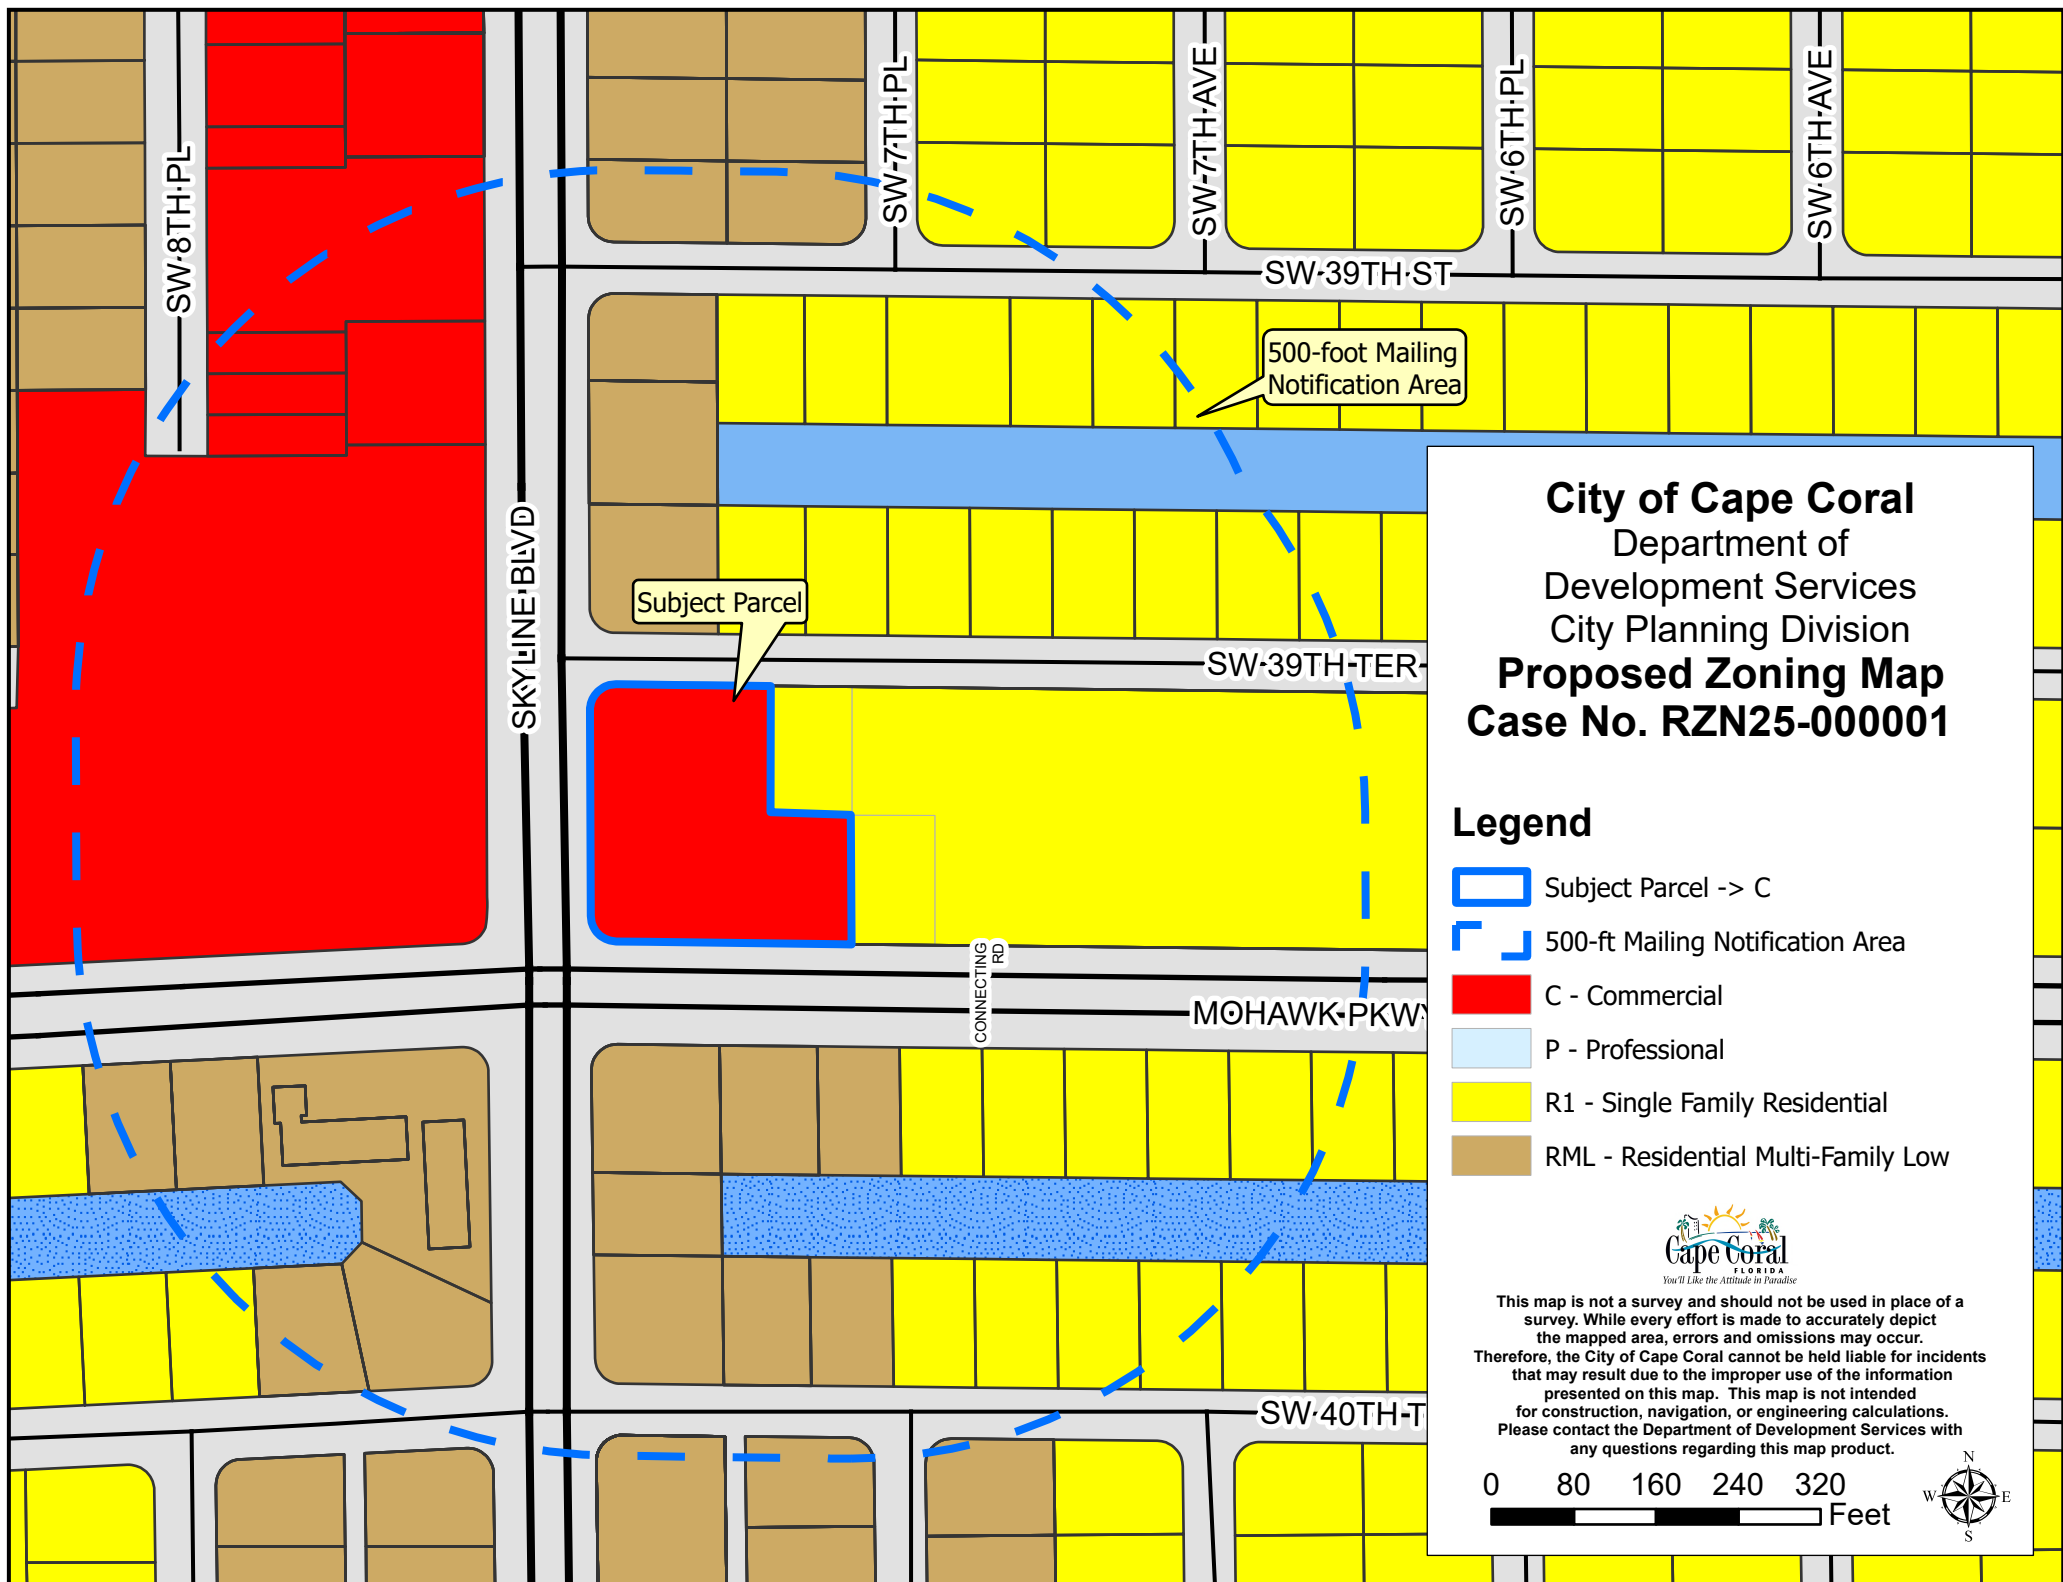 SW 8TH PL
SW 7TH PL
SW 7TH AVE
SW 6TH PL
SW 6TH AVE
SW 39TH ST
500-foot Mailing
Notification Area
SKYLINE BLVD
Subject Parcel
SW 39TH TER
CONNECTING
RD
MOHAWK PKWY
SW 40TH T
City of Cape Coral
Department of
Development Services
City Planning Division
Proposed Zoning Map
Case No. RZN25-000001
Legend
Subject Parcel -> C
500-ft Mailing Notification Area
C - Commercial
P - Professional
R1 - Single Family Residential
RML - Residential Multi-Family Low
Cape Coral
FLORIDA
You'll Like the Attitude in Paradise
This map is not a survey and should not be used in place of a
survey. While every effort is made to accurately depict
the mapped area, errors and omissions may occur.
Therefore, the City of Cape Coral cannot be held liable for incidents
that may result due to the improper use of the information
presented on this map. This map is not intended
for construction, navigation, or engineering calculations.
Please contact the Department of Development Services with
any questions regarding this map product.
0 80 160 240 320
Feet
N
W E
S